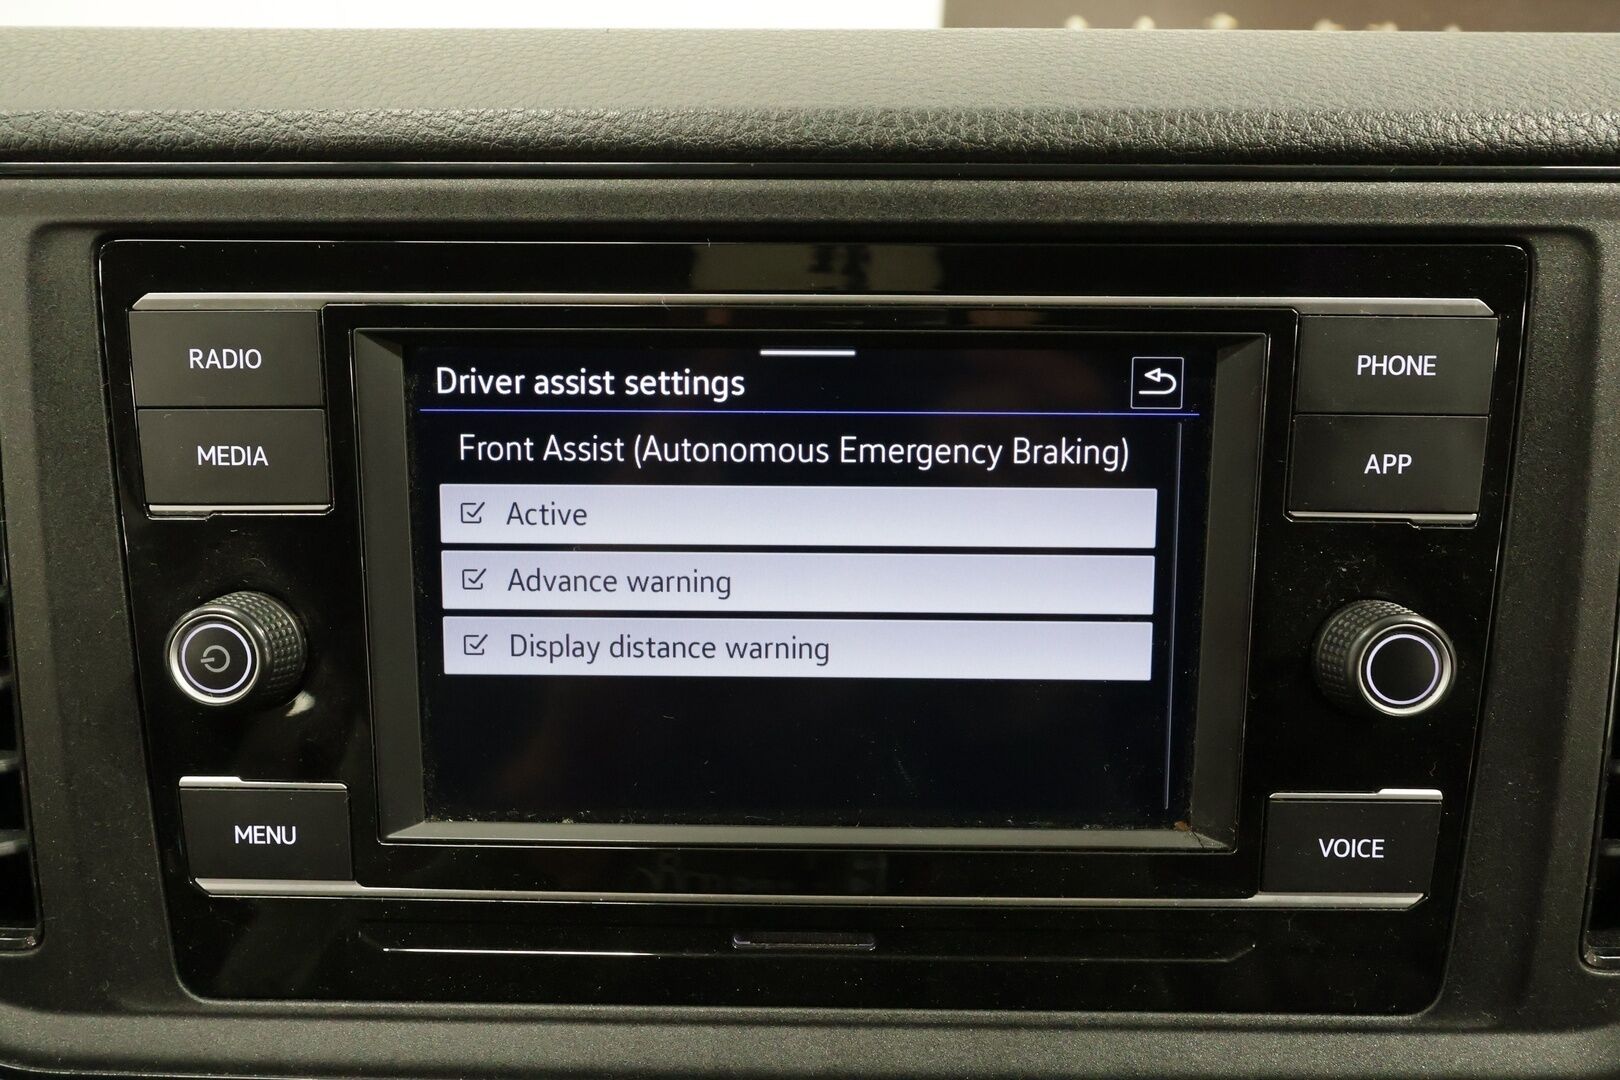 RADIO
MEDIA
MENU
Driver assist settings
Front Assist (Autonomous Emergency Braking)
Active
Advance warning
Display distance warning
PHONE
APP
VOICE